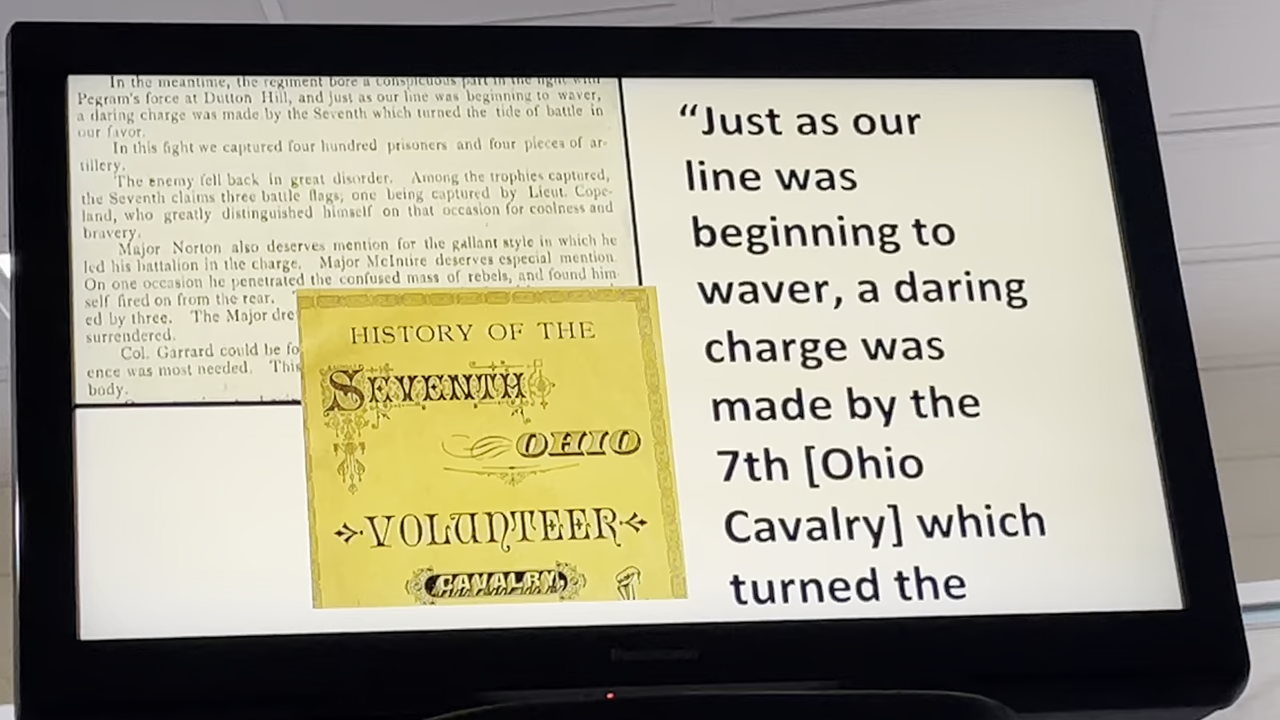 In the meantime, the regiment bore a conspicuous part in the fight with
Pegram's force at Dutton Hill, and just as our line was beginning to waver,
a daring charge was made by the Seventh which turned the tide of battle in
our favor.
In this fight we captured four hundred prisoners and four pieces of ar-
tillery.
The enemy fell back in great disorder. Among the trophies captured,
the Seventh claims three battle flags; one being captured by Lieut. Cope-
land, who greatly distinguished himself on that occasion for coolness and
bravery.
Major Norton also deserves mention for the gallant style in which he
led his battalion in the charge. Major McIntire deserves especial mention.
On one occasion he penetrated the confused mass of rebels, and found him-
self fired on from the rear.
ed by three. The Major dre
surrendered.
Col. Garrard could be fo
ence was most needed. This
body.
HISTORY OF THE
SEVENTH
OHIO
VOLUNTEER
CAVALRY,
“Just as our
line was
beginning to
waver, a daring
charge was
made by the
7th [Ohio
Cavalry] which
turned the